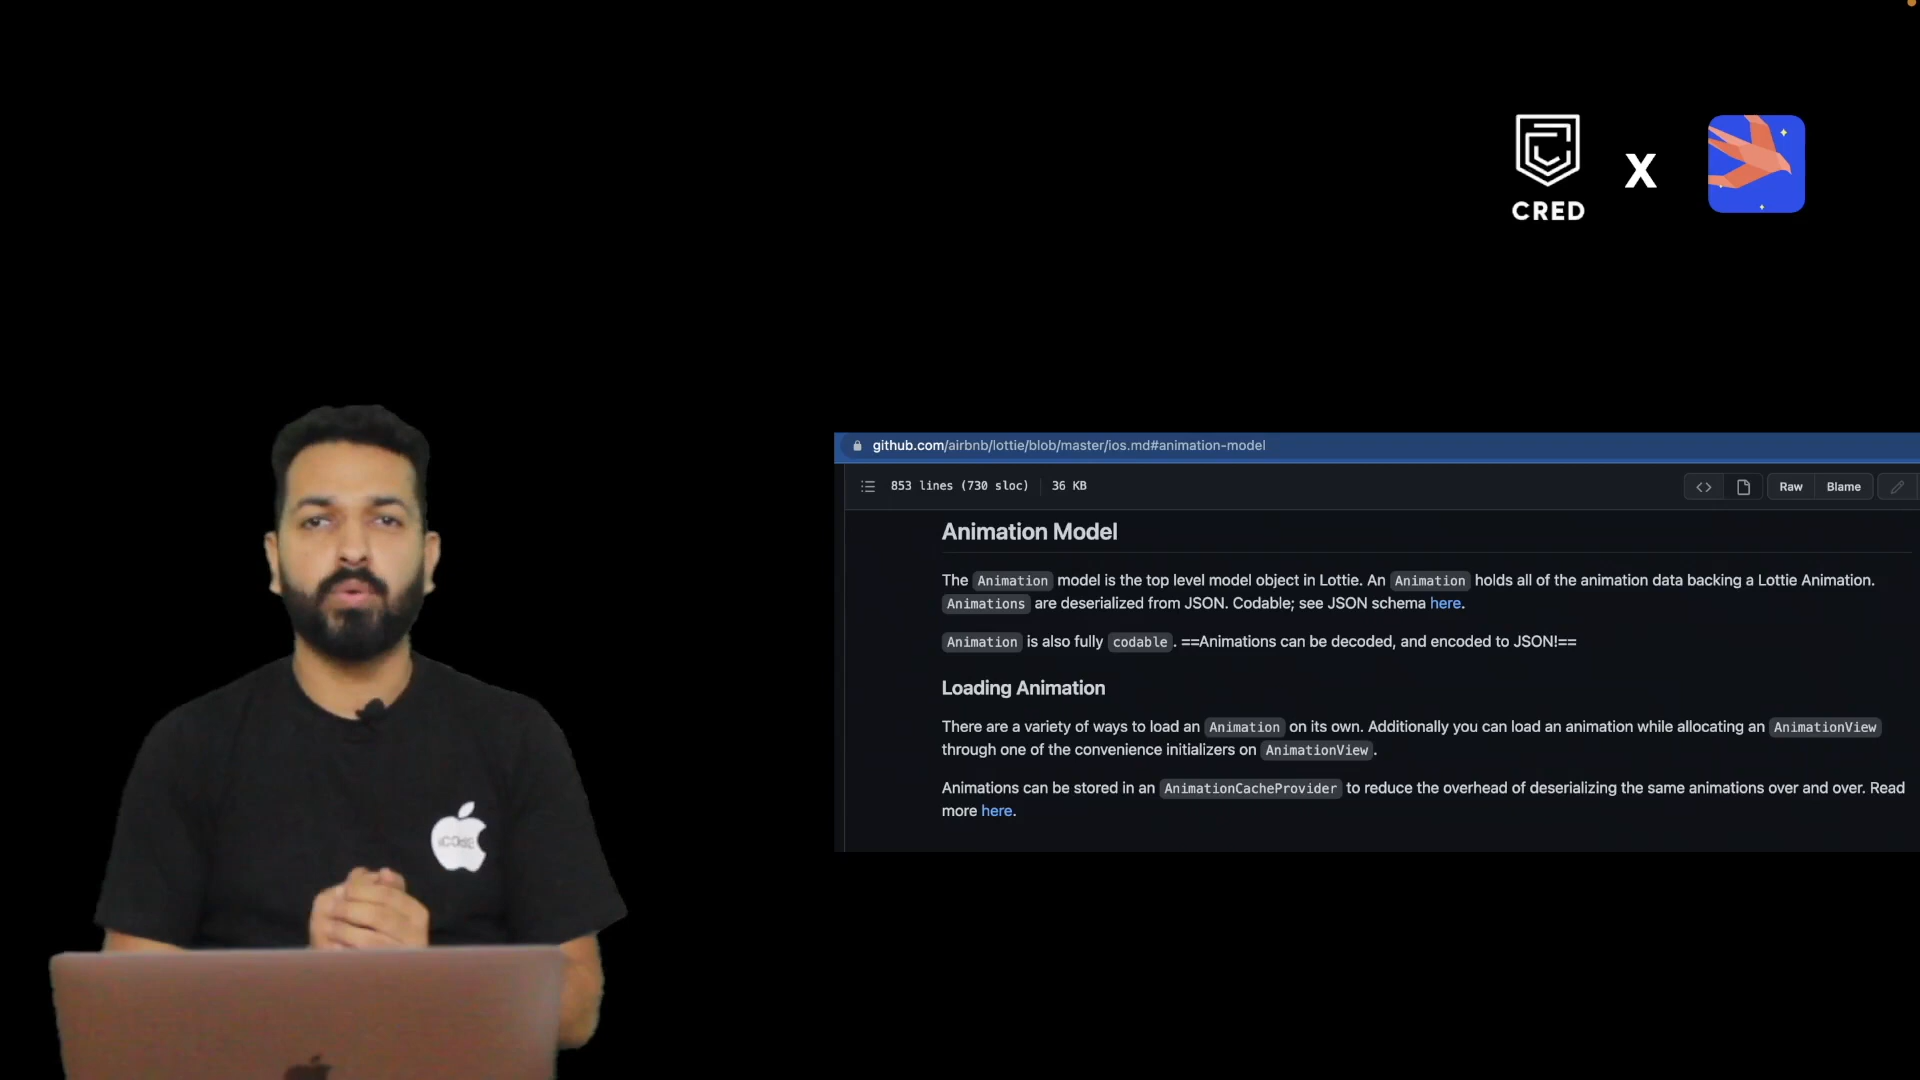 CRED
X
github.com/airbnb/lottie/blob/master/ios.md#animation-model
853 lines (730 sloc) 36 KB
Raw Blame
Animation Model
The Animation model is the top level model object in Lottie. An Animation holds all of the animation data backing a Lottie Animation.
Animations are deserialized from JSON. Codable; see JSON schema here.
Animation is also fully codable. ==Animations can be decoded, and encoded to JSON!==
Loading Animation
There are a variety of ways to load an Animation on its own. Additionally you can load an animation while allocating an AnimationView
through one of the convenience initializers on AnimationView.
Animations can be stored in an AnimationCacheProvider to reduce the overhead of deserializing the same animations over and over. Read
more here.
iCODE